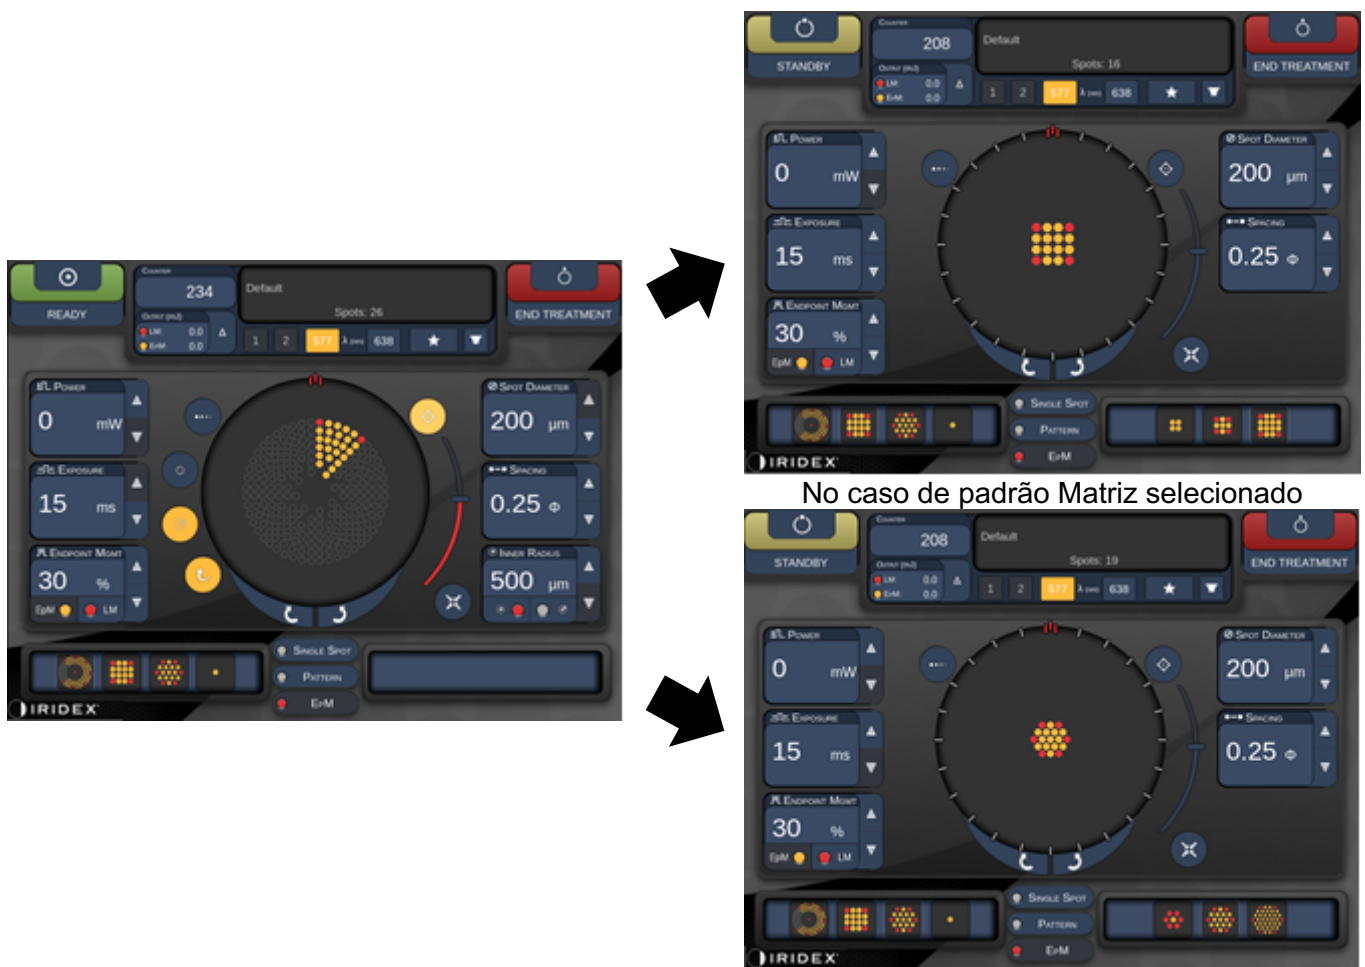 READY
COUNTER
234
OUTPUT (mJ)
LM: 0.0
EpM: 0.0
Δ
Default
Spots: 26
1 2 577 λ (nm) 638
END TREATMENT
POWER
0 mW
EXPOSURE
15 ms
ENDPOINT MGMT
30 %
EpM LM
SPOT DIAMETER
200 µm
SPACING
0.25 Φ
INNER RADIUS
500 µm
SINGLE SPOT
PATTERN
EPM
IRIDEX
STANDBY
COUNTER
208
OUTPUT (mJ)
LM: 0.0
EpM: 0.0
Δ
Default
Spots: 16
1 2 577 λ (nm) 638
END TREATMENT
POWER
0 mW
EXPOSURE
15 ms
ENDPOINT MGMT
30 %
EpM LM
SPOT DIAMETER
200 µm
SPACING
0.25 Φ
SINGLE SPOT
PATTERN
EPM
IRIDEX
No caso de padrão Matriz selecionado
STANDBY
COUNTER
208
OUTPUT (mJ)
LM: 0.0
EpM: 0.0
Δ
Default
Spots: 19
1 2 577 λ (nm) 638
END TREATMENT
POWER
0 mW
EXPOSURE
15 ms
ENDPOINT MGMT
30 %
EpM LM
SPOT DIAMETER
200 µm
SPACING
0.25 Φ
SINGLE SPOT
PATTERN
EPM
IRIDEX